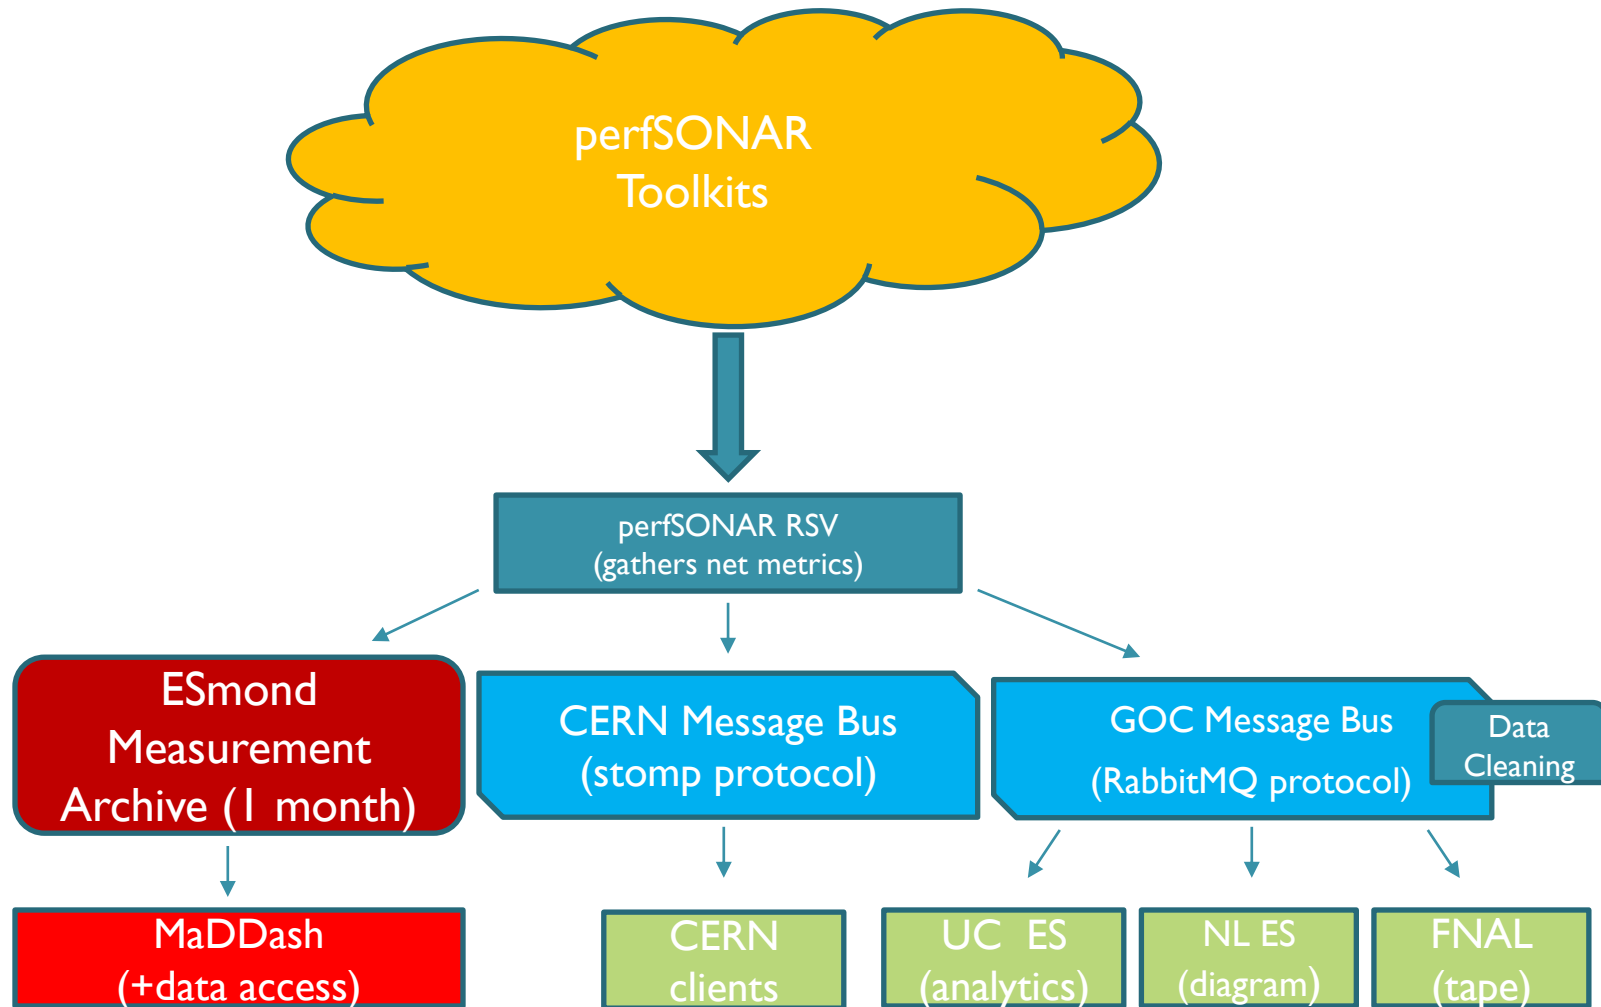 perfSONAR
Toolkits
perfSONAR RSV
(gathers net metrics)
ESmond
Measurement
Archive (1 month)
CERN Message Bus
(stomp protocol)
GOC Message Bus
(RabbitMQ protocol)
Data
Cleaning
MaDDash
(+data access)
CERN
clients
UC ES
(analytics)
NL ES
(diagram)
FNAL
(tape)